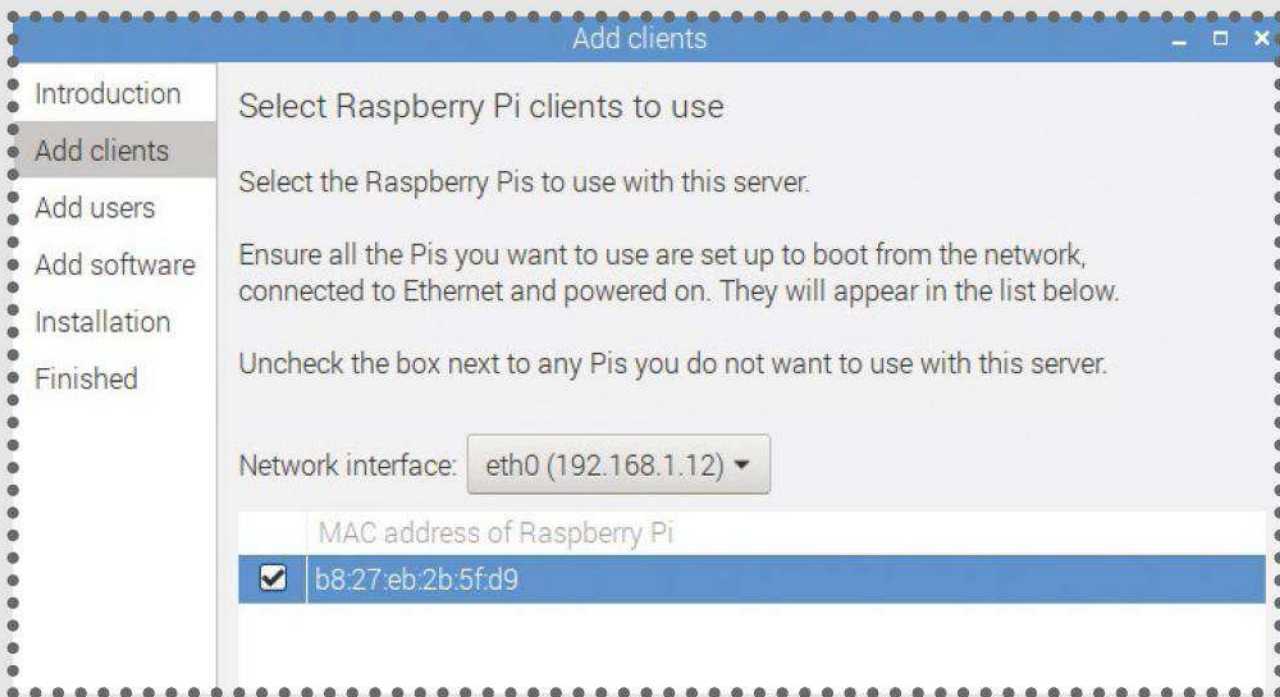 Add clients
Introduction
Add clients
Add users
Add software
Installation
Finished
Select Raspberry Pi clients to use
Select the Raspberry Pis to use with this server.
Ensure all the Pis you want to use are set up to boot from the network,
connected to Ethernet and powered on. They will appear in the list below.
Uncheck the box next to any Pis you do not want to use with this server.
Network interface: eth0 (192.168.1.12)
MAC address of Raspberry Pi
b8:27:eb:2b:5f:d9